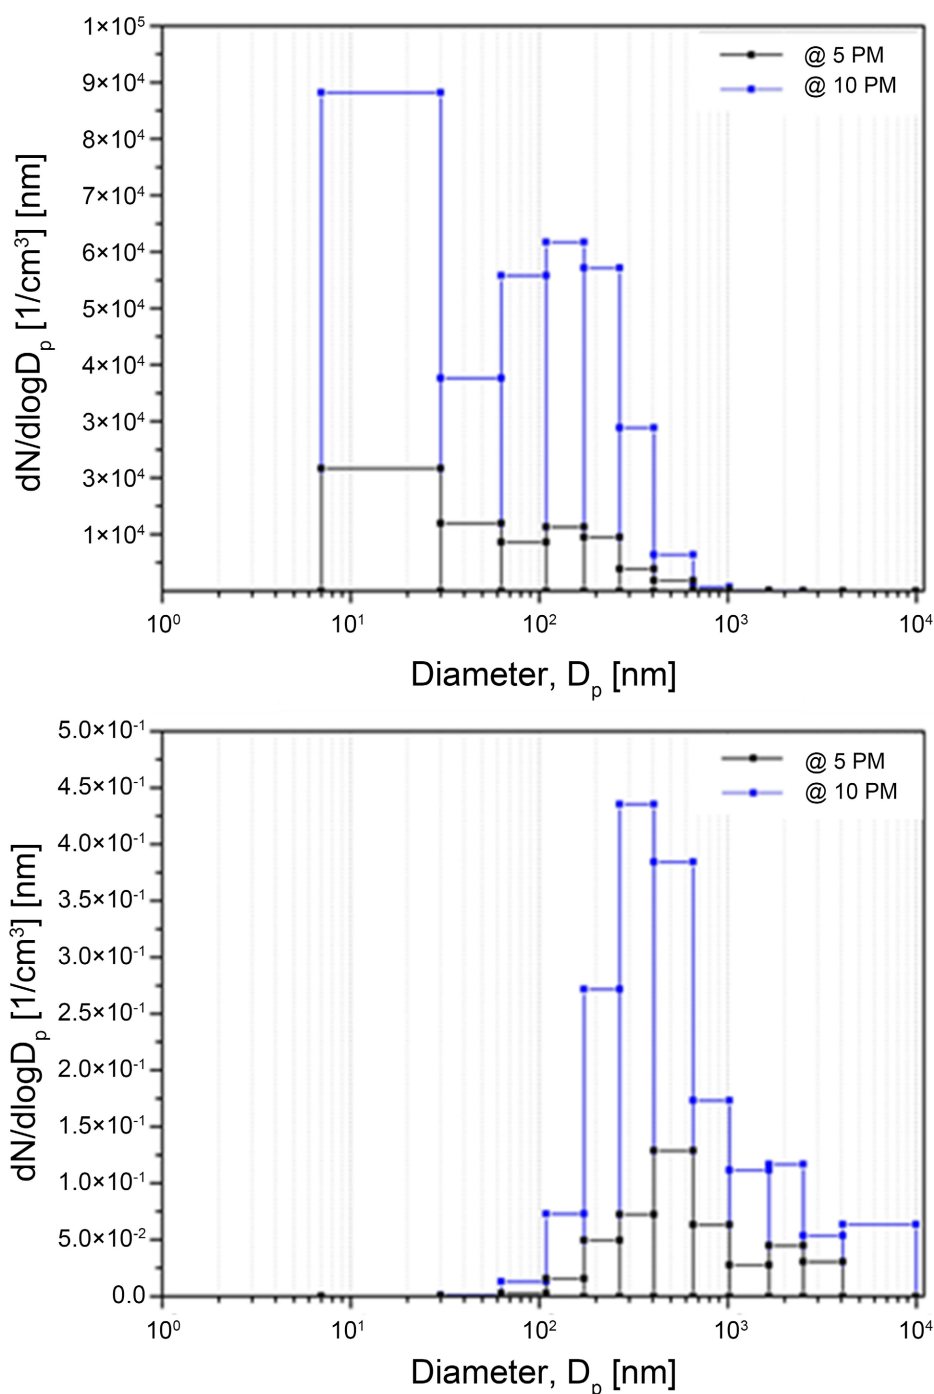 1×10⁵
9×10⁴
8×10⁴
7×10⁴
6×10⁴
5×10⁴
4×10⁴
3×10⁴
3×10⁴
1×10⁴
dN/dlogDₚ [1/cm³] [nm]
@ 5 PM
@ 10 PM
10⁰ 10¹ 10² 10³ 10⁴
Diameter, Dₚ [nm]
5.0×10⁻¹
4.5×10⁻¹
4.0×10⁻¹
3.5×10⁻¹
3.0×10⁻¹
2.5×10⁻¹
2.0×10⁻¹
1.5×10⁻¹
1.0×10⁻¹
5.0×10⁻²
0.0
dN/dlogDₚ [1/cm³] [nm]
@ 5 PM
@ 10 PM
10⁰ 10¹ 10² 10³ 10⁴
Diameter, Dₚ [nm]